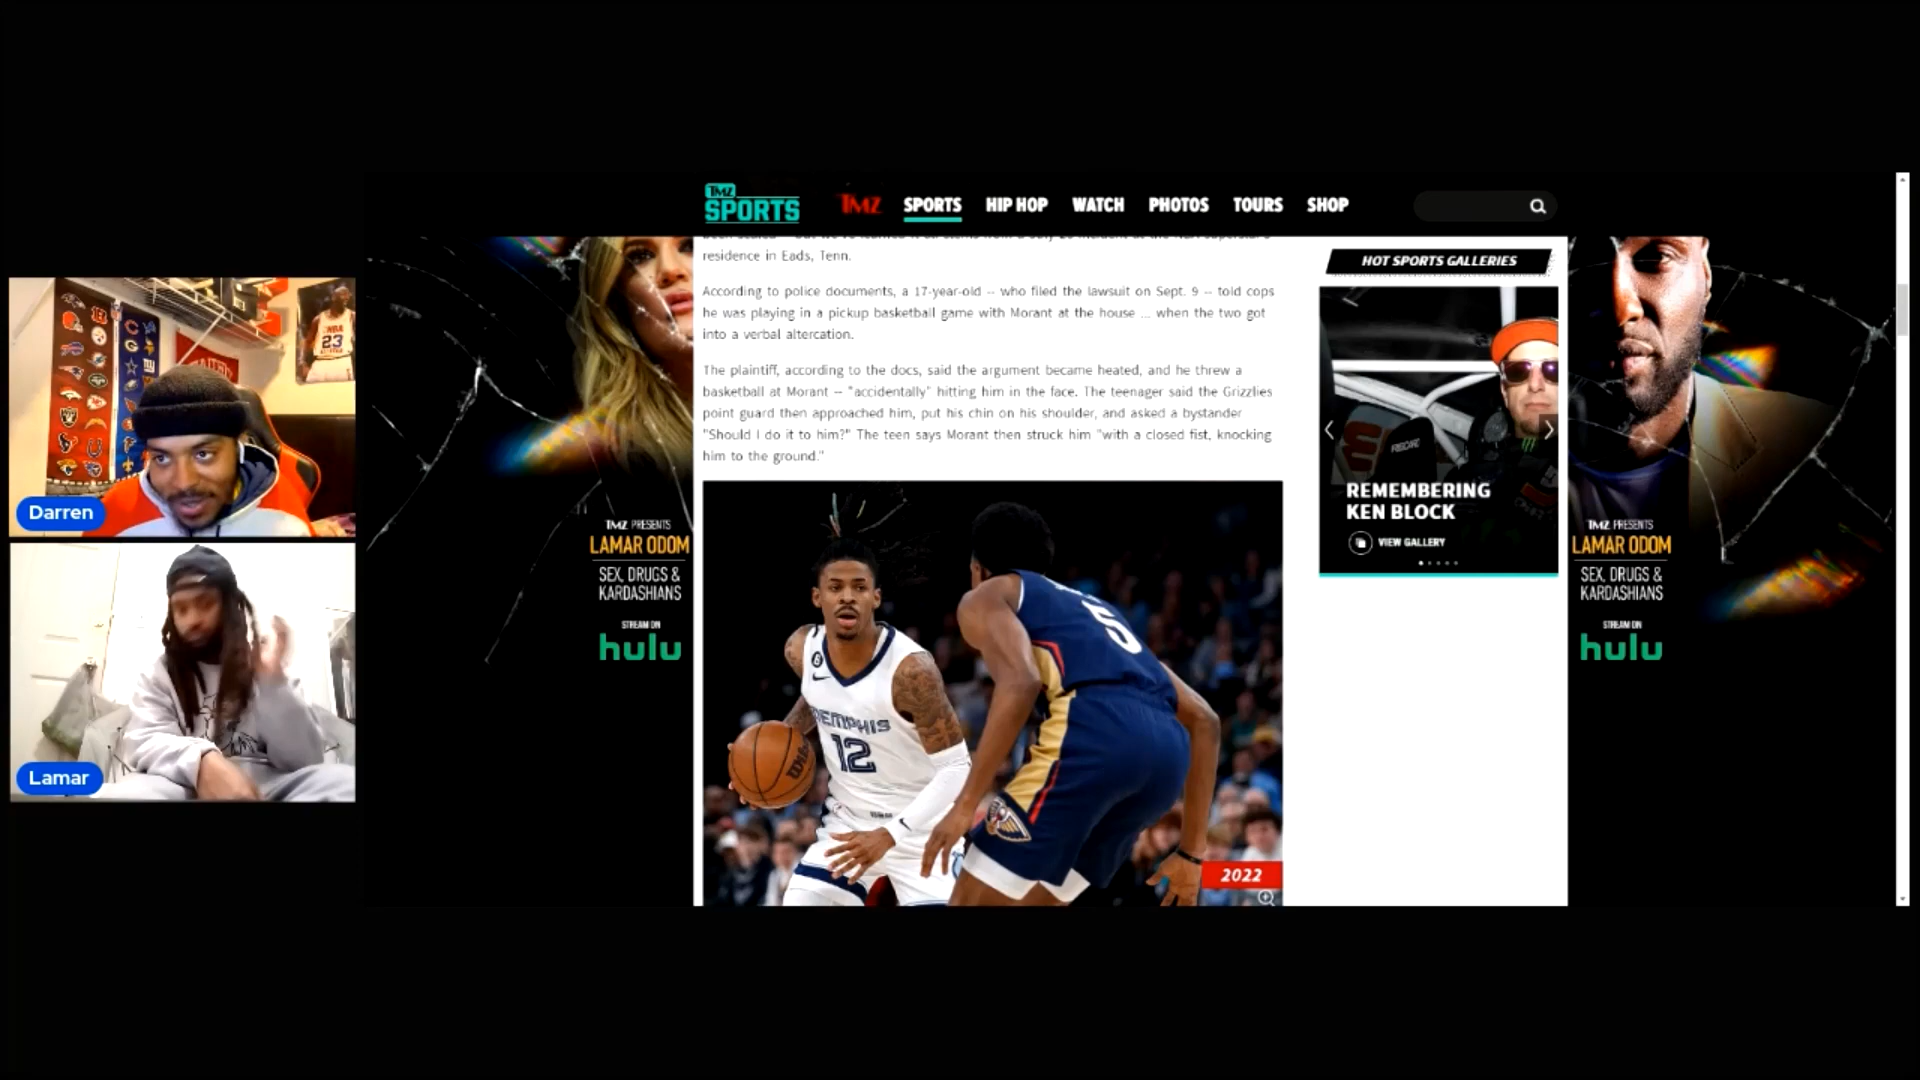 TMZ
SPORTS
TMZ
SPORTS
HIP HOP
WATCH
PHOTOS
TOURS
SHOP
residence in Eads, Tenn.
According to police documents, a 17-year-old -- who filed the lawsuit on Sept. 9 -- told cops
he was playing in a pickup basketball game with Morant at the house ... when the two got
into a verbal altercation.
The plaintiff, according to the docs, said the argument became heated, and he threw a
basketball at Morant -- "accidentally" hitting him in the face. The teenager said the Grizzlies
point guard then approached him, put his chin on his shoulder, and asked a bystander
"Should I do it to him?" The teen says Morant then struck him "with a closed fist, knocking
him to the ground."
HOT SPORTS GALLERIES
REMEMBERING
KEN BLOCK
VIEW GALLERY
TMZ PRESENTS
LAMAR ODOM
SEX, DRUGS &
KARDASHIANS
STREAM ON
hulu
TMZ PRESENTS
LAMAR ODOM
SEX, DRUGS &
KARDASHIANS
STREAM ON
hulu
NBA
23
Darren
Lamar
MEMPHIS
12
6
5
2022